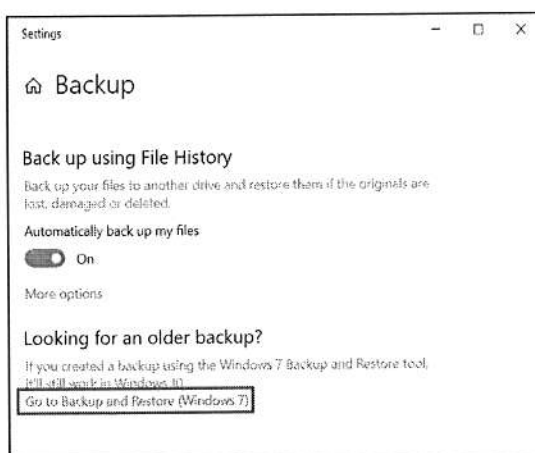 Settings
Backup
Back up using File History
Back up your files to another drive and restore them if the originals are
lost, damaged or deleted.
Automatically back up my files
On
More options
Looking for an older backup?
If you created a backup using the Windows 7 Backup and Restore tool,
it'll still work in Windows 10.
Go to Backup and Restore (Windows 7)